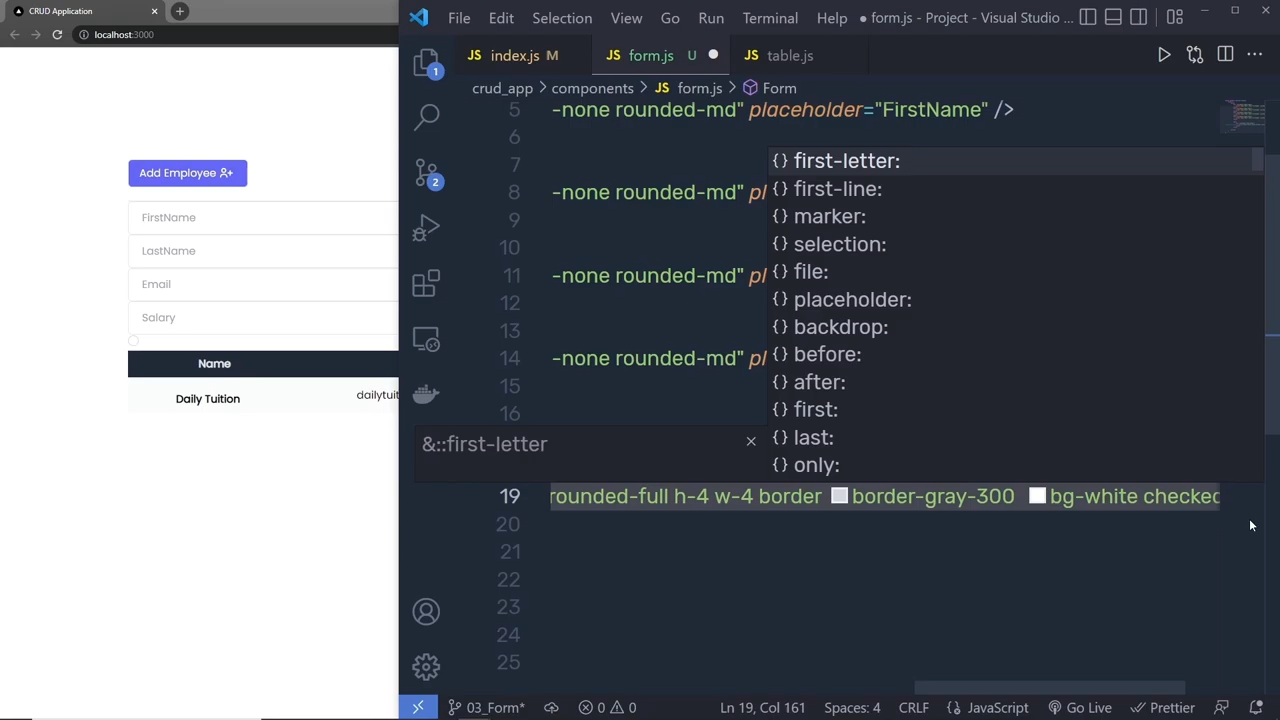 CRUD Application
localhost:3000
Add Employee
FirstName
LastName
Email
Salary
Name
Daily Tuition
dailytuit
File Edit Selection View Go Run Terminal Help
form.js - Project - Visual Studio ...
JS index.js M
JS form.js U
JS table.js
crud_app > components > JS form.js > Form
1
2
5 -none rounded-md" placeholder="FirstName" />
6
7
8 -none rounded-md" pl
9
10
11 -none rounded-md" pl
12
13
14 -none rounded-md" pl
15
16
{} first-letter:
{} first-line:
{} marker:
{} selection:
{} file:
{} placeholder:
{} backdrop:
{} before:
{} after:
{} first:
{} last:
{} only:
&::first-letter
19 rounded-full h-4 w-4 border border-gray-300 bg-white checked
20
21
22
23
24
25
03_Form* 0 0 Ln 19, Col 161 Spaces: 4 CRLF {} JavaScript Go Live Prettier